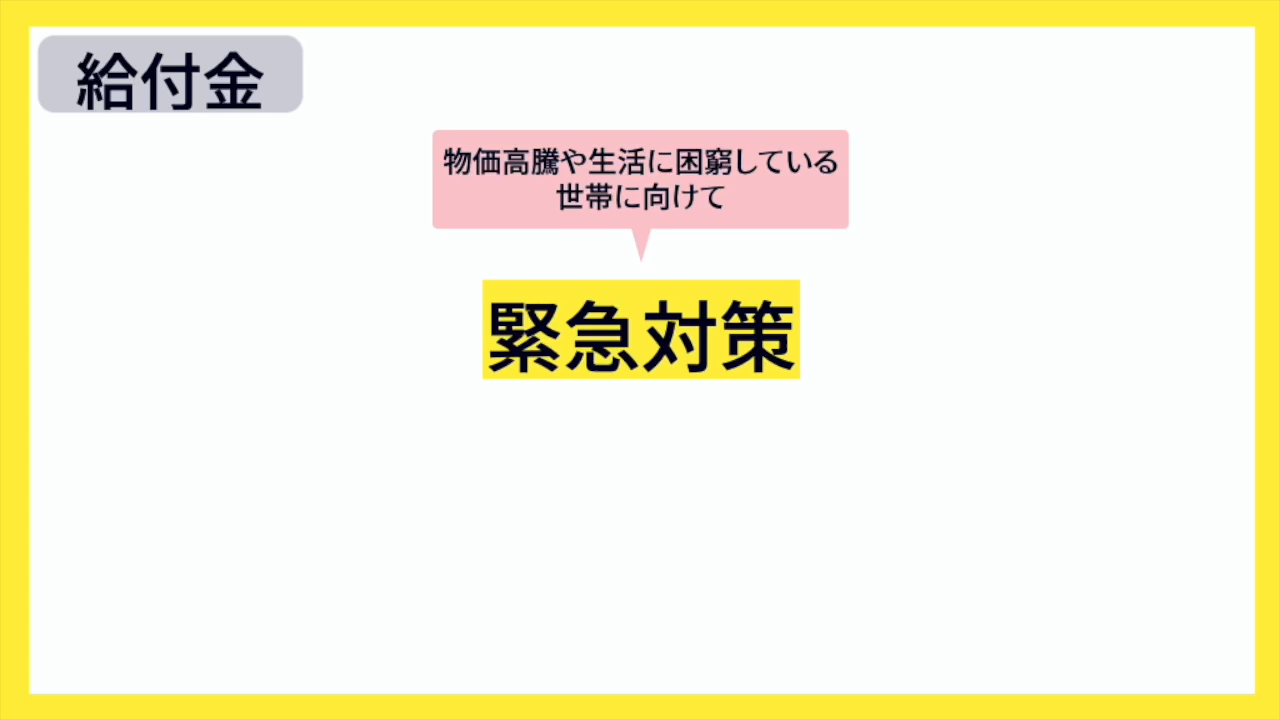 給付金
物価高騰や生活に困窮している
世帯に向けて
緊急対策